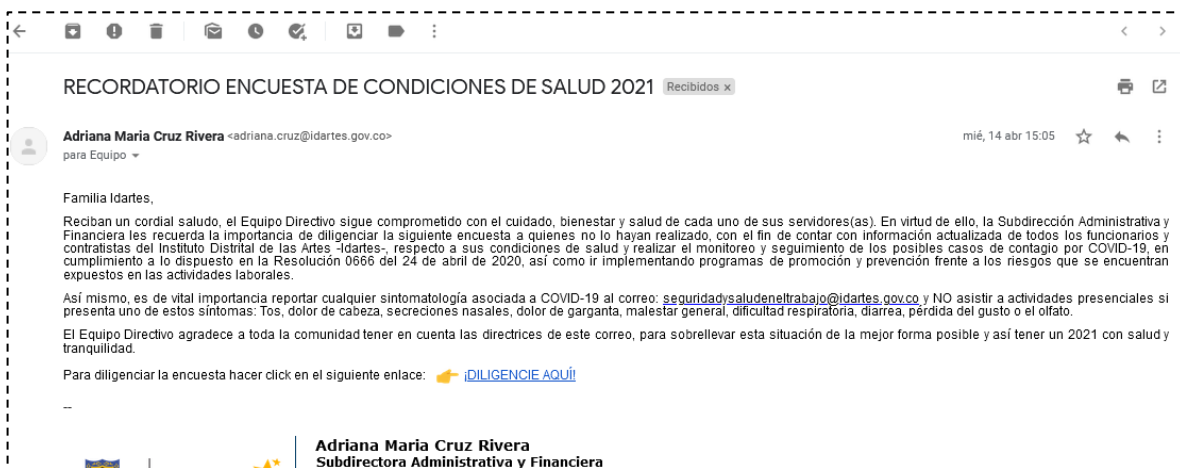 RECORDATORIO ENCUESTA DE CONDICIONES DE SALUD 2021 Recibidos x
Adriana Maria Cruz Rivera <adriana.cruz@idartes.gov.co> mié, 14 abr 15:05
para Equipo
Familia Idartes,
Reciban un cordial saludo, el Equipo Directivo sigue comprometido con el cuidado, bienestar y salud de cada uno de sus servidores(as). En virtud de ello, la Subdirección Administrativa y
Financiera les recuerda la importancia de diligenciar la siguiente encuesta a quienes no lo hayan realizado, con el fin de contar con información actualizada de todos los funcionarios y
contratistas del Instituto Distrital de las Artes -Idartes-, respecto a sus condiciones de salud y realizar el monitoreo y seguimiento de los posibles casos de contagio por COVID-19, en
cumplimiento a lo dispuesto en la Resolución 0666 del 24 de abril de 2020, así como ir implementando programas de promoción y prevención frente a los riesgos que se encuentran
expuestos en las actividades laborales.
Así mismo, es de vital importancia reportar cualquier sintomatología asociada a COVID-19 al correo: seguridadysaludeneltrabajo@idartes.gov.co y NO asistir a actividades presenciales si
presenta uno de estos síntomas: Tos, dolor de cabeza, secreciones nasales, dolor de garganta, malestar general, dificultad respiratoria, diarrea, pérdida del gusto o el olfato.
El Equipo Directivo agradece a toda la comunidad tener en cuenta las directrices de este correo, para sobrellevar esta situación de la mejor forma posible y así tener un 2021 con salud y
tranquilidad.
Para diligenciar la encuesta hacer click en el siguiente enlace: 👉 ¡DILIGENCIE AQUÍ!
--
Adriana Maria Cruz Rivera
Subdirectora Administrativa y Financiera